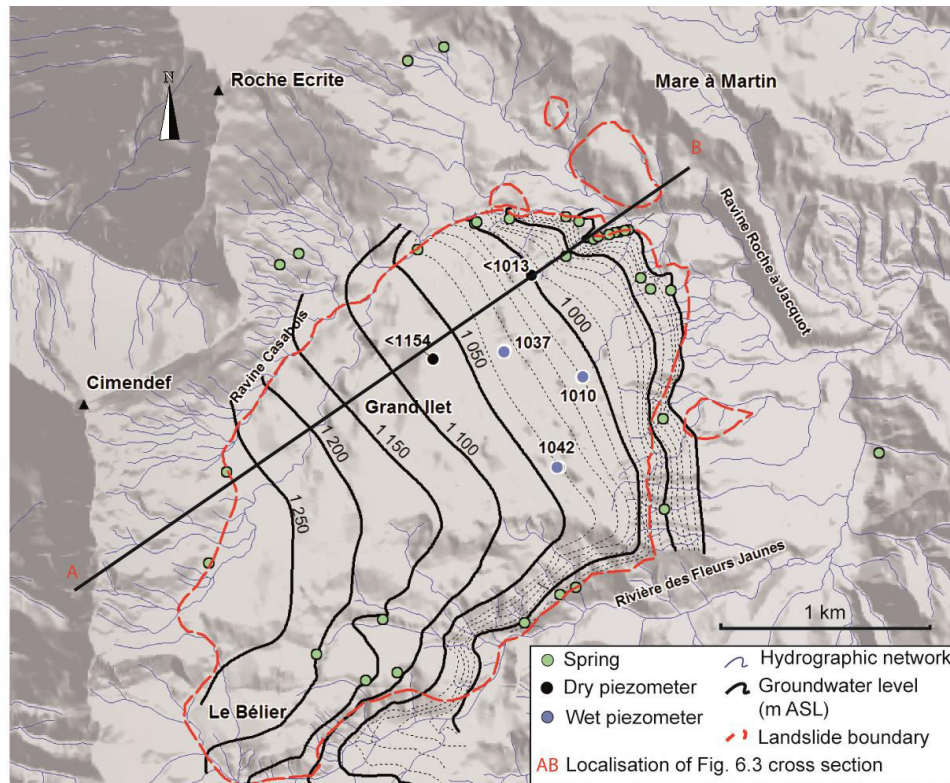 N
Roche Ecrite
Mare à Martin
B
Ravine Roche à Jacquot
<1013
1 000
Ravine Casabois
1 050
1037
<1154
Cimendef
1010
Grand Ilet
1 100
1 150
1 200
1042
1 250
A
Rivière des Fleurs Jaunes
1 km
Le Bélier
Spring
Dry piezometer
Wet piezometer
Hydrographic network
Groundwater level
(m ASL)
Landslide boundary
AB Localisation of Fig. 6.3 cross section